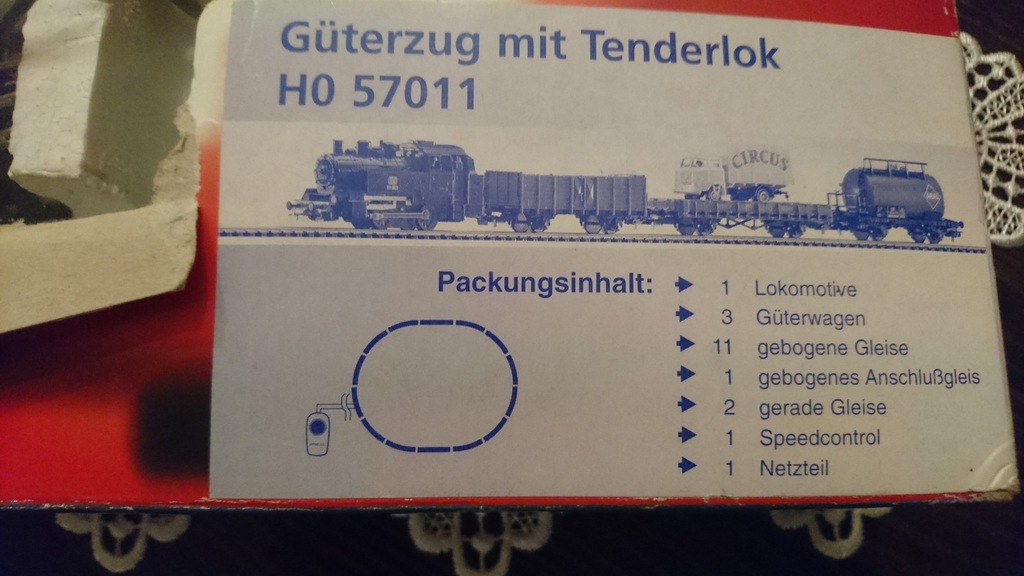 Güterzug mit Tenderlok
H0 57011
CIRCUS
Packungsinhalt:
1 Lokomotive
3 Güterwagen
11 gebogene Gleise
1 gebogenes Anschlußgleis
2 gerade Gleise
1 Speedcontrol
1 Netzteil